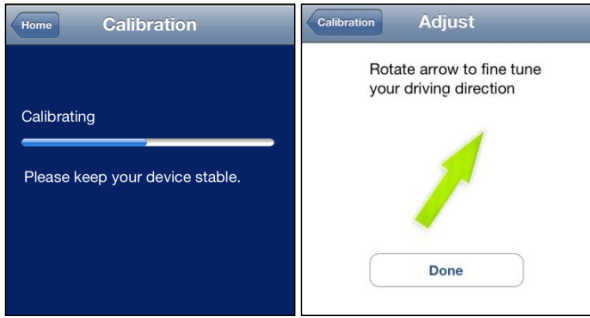 Home
Calibration
Calibrating
Please keep your device stable.
Calibration
Adjust
Rotate arrow to fine tune
your driving direction
Done